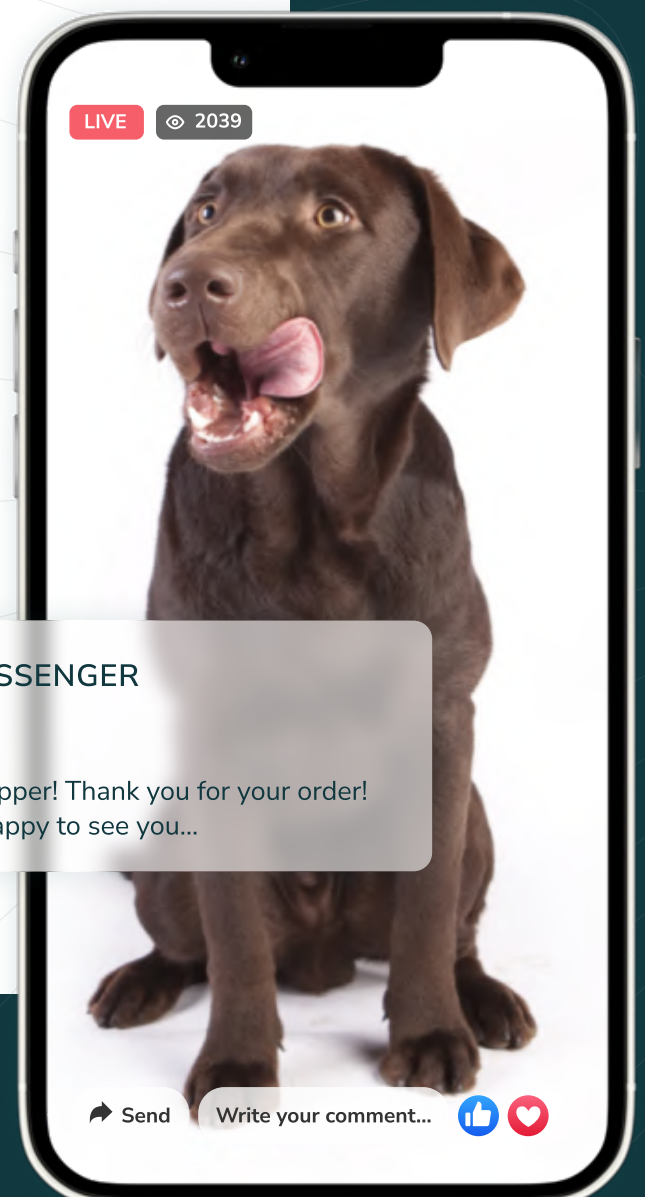 LIVE 2039
SSENGER
pper! Thank you for your order!
appy to see you...
Send Write your comment...